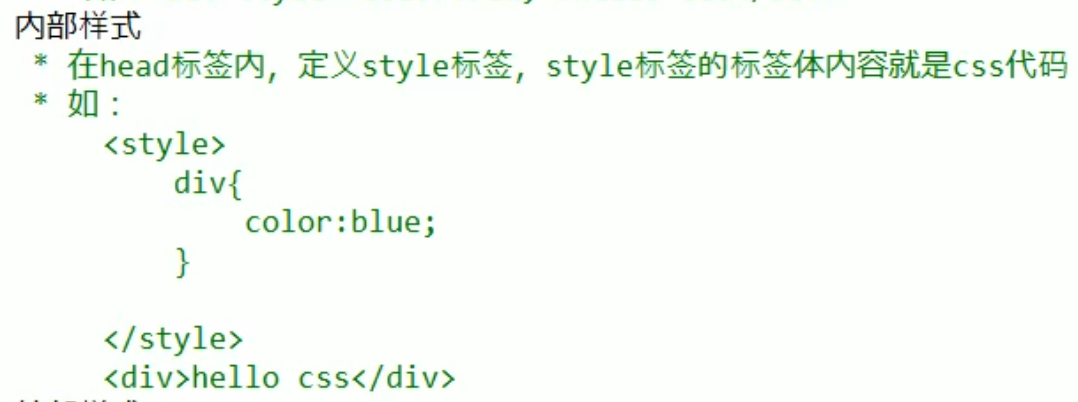 内部样式
* 在head标签内，定义style标签，style标签的标签体内容就是css代码
* 如：
<style>
div{
color:blue;
}
</style>
<div>hello css</div>